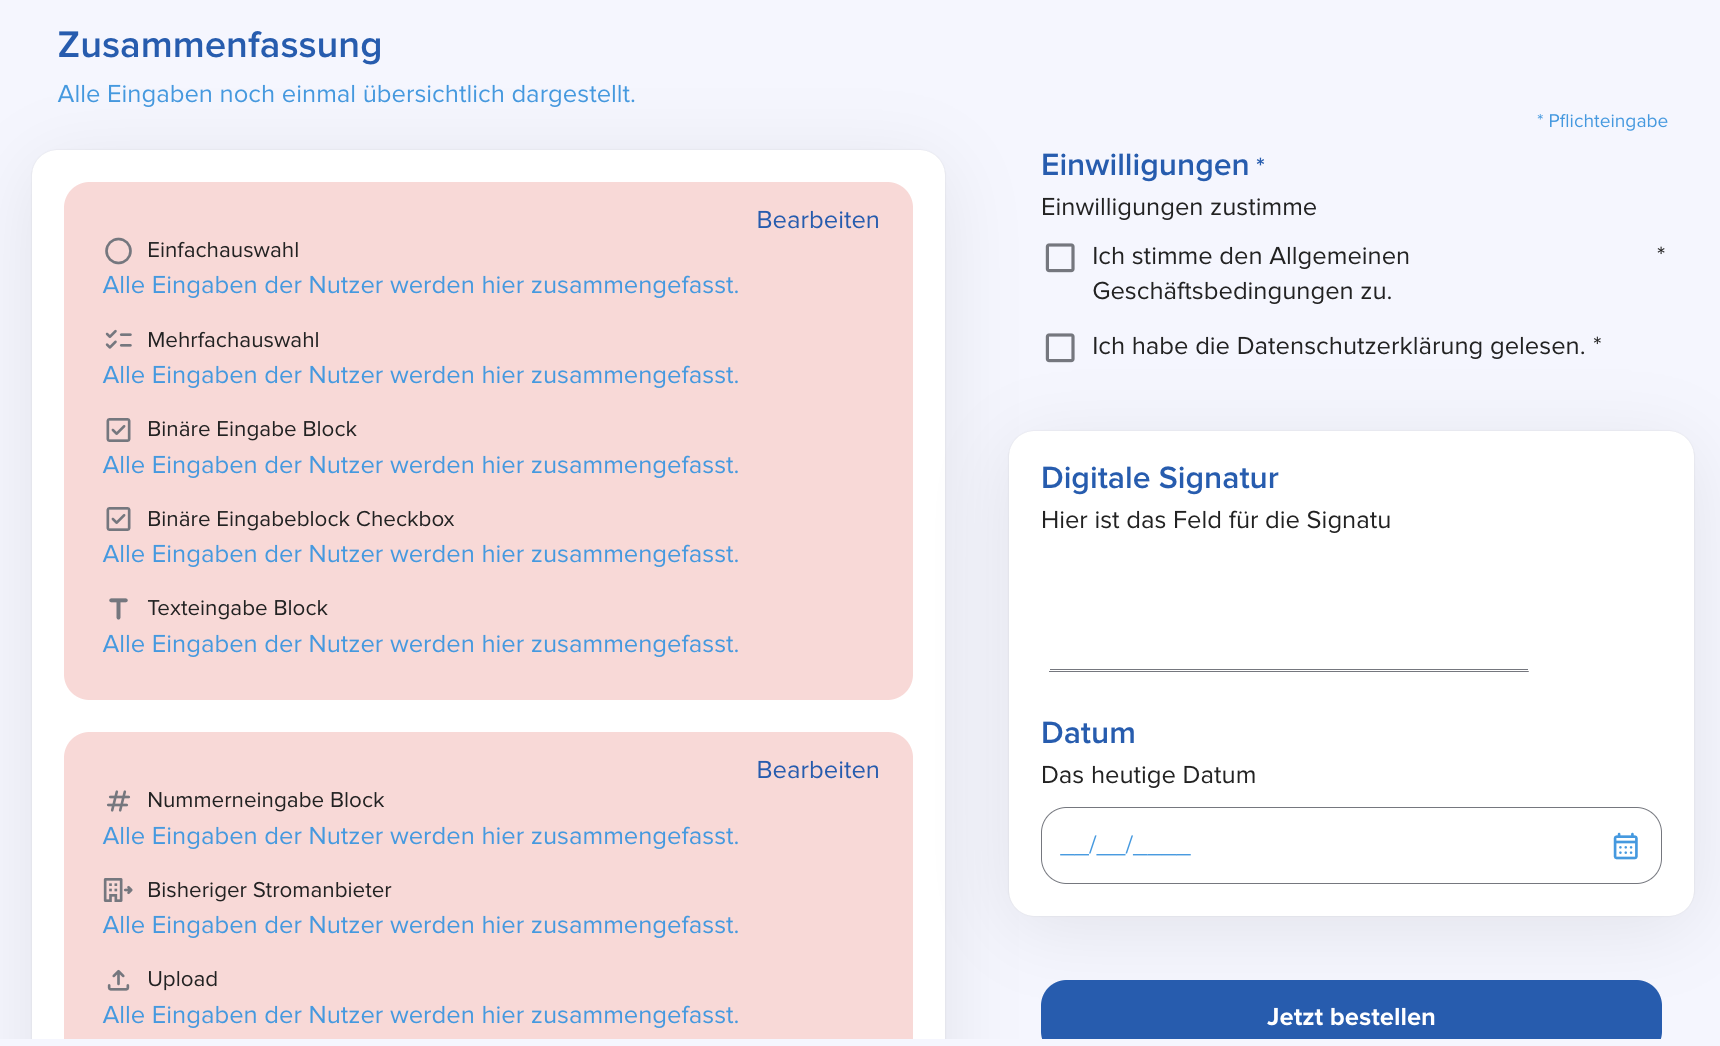 Zusammenfassung
Alle Eingaben noch einmal übersichtlich dargestellt.
Bearbeiten
Einfachauswahl
Alle Eingaben der Nutzer werden hier zusammengefasst.
Mehrfachauswahl
Alle Eingaben der Nutzer werden hier zusammengefasst.
Binäre Eingabe Block
Alle Eingaben der Nutzer werden hier zusammengefasst.
Binäre Eingabeblock Checkbox
Alle Eingaben der Nutzer werden hier zusammengefasst.
Texteingabe Block
Alle Eingaben der Nutzer werden hier zusammengefasst.
Bearbeiten
Nummerneingabe Block
Alle Eingaben der Nutzer werden hier zusammengefasst.
Bisheriger Stromanbieter
Alle Eingaben der Nutzer werden hier zusammengefasst.
Upload
Alle Eingaben der Nutzer werden hier zusammengefasst.
* Pflichteingabe
Einwilligungen *
Einwilligungen zustimme
Ich stimme den Allgemeinen *
Geschäftsbedingungen zu.
Ich habe die Datenschutzerklärung gelesen. *
Digitale Signatur
Hier ist das Feld für die Signatu
Datum
Das heutige Datum
__/__/____
Jetzt bestellen